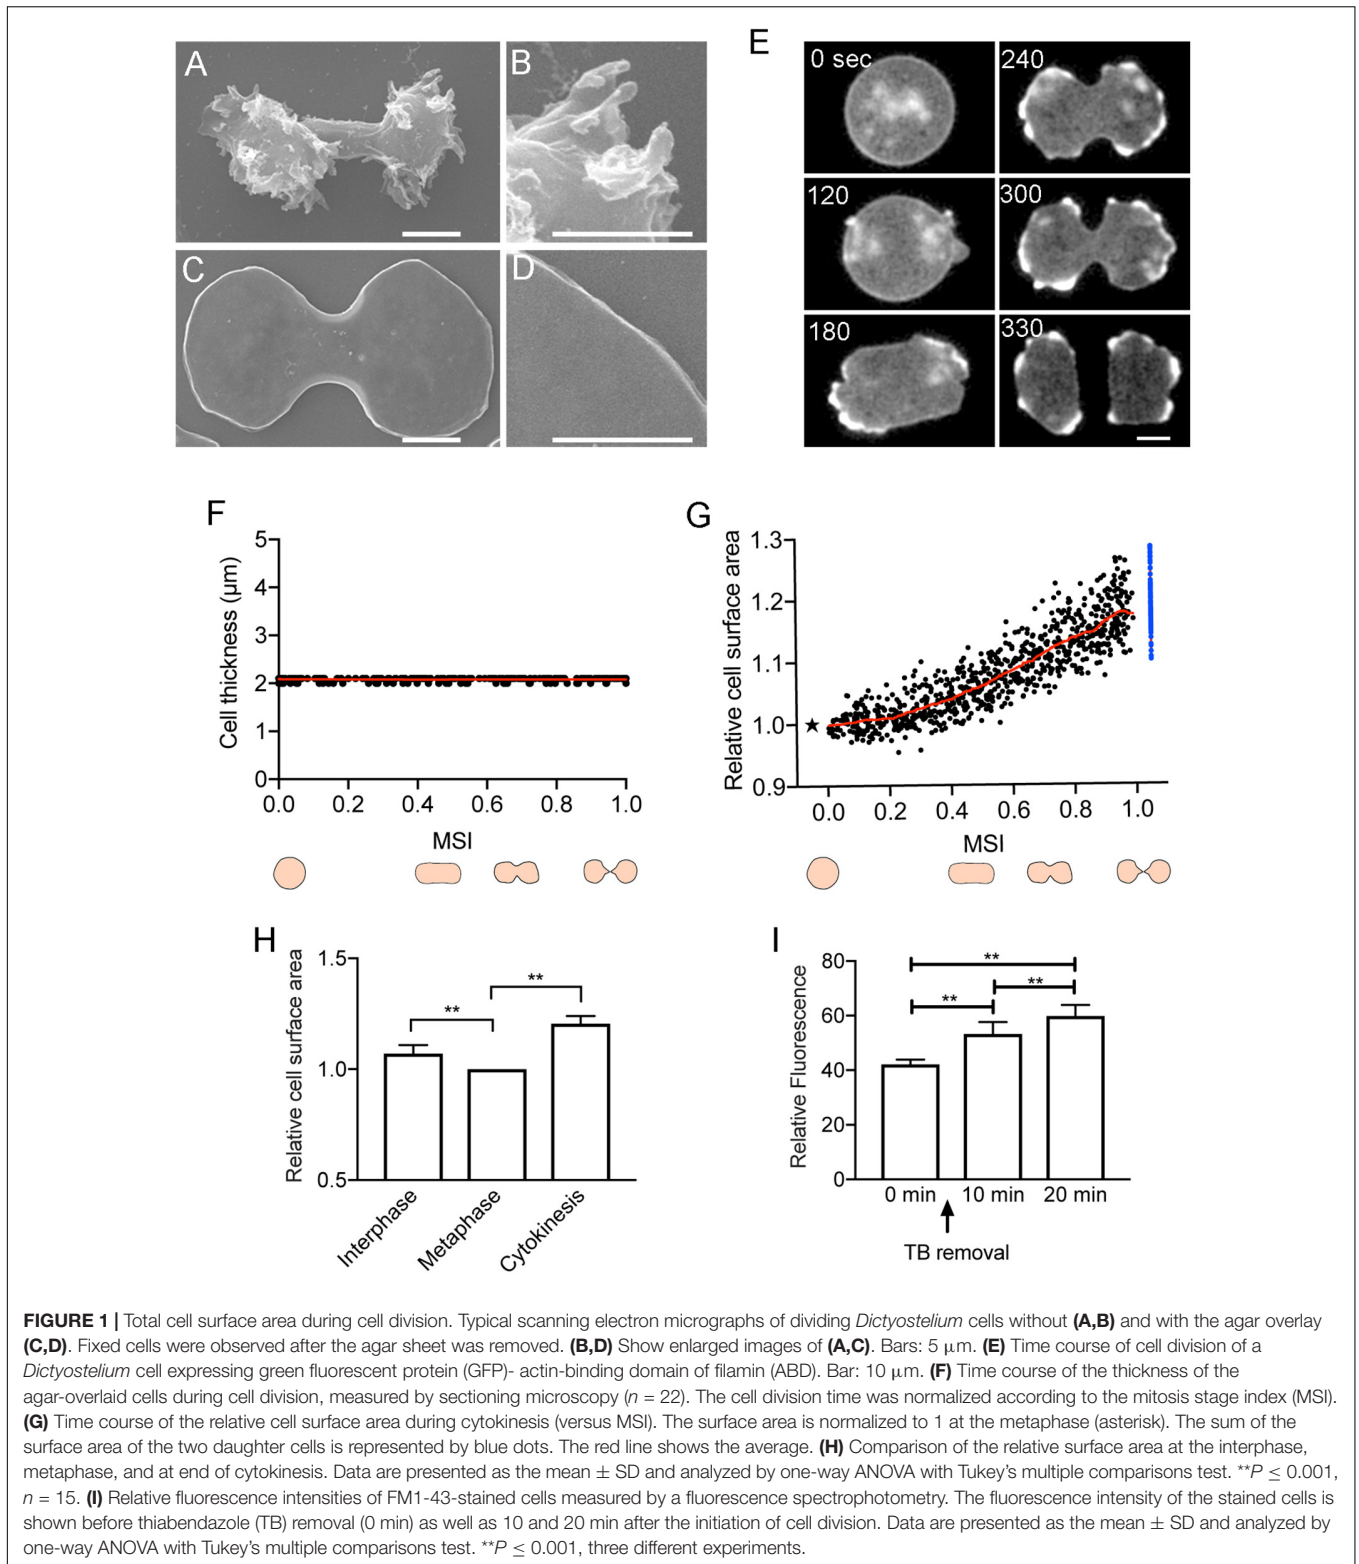 A
B
C
D
E
0 sec
240
120
300
180
330
F
Cell thickness (μm)
5
4
3
2
1
0
0.0 0.2 0.4 0.6 0.8 1.0
MSI
G
Relative cell surface area
1.3
1.2
1.1
1.0
0.9
★
0.0 0.2 0.4 0.6 0.8 1.0
MSI
H
Relative cell surface area
1.5
1.0
0.5
**
**
Interphase
Metaphase
Cytokinesis
I
Relative Fluorescence
80
60
40
20
0
**
**
**
0 min 10 min 20 min
TB removal
FIGURE 1 | Total cell surface area during cell division. Typical scanning electron micrographs of dividing Dictyostelium cells without (A,B) and with the agar overlay
(C,D). Fixed cells were observed after the agar sheet was removed. (B,D) Show enlarged images of (A,C). Bars: 5 μm. (E) Time course of cell division of a
Dictyostelium cell expressing green fluorescent protein (GFP)- actin-binding domain of filamin (ABD). Bar: 10 μm. (F) Time course of the thickness of the
agar-overlaid cells during cell division, measured by sectioning microscopy (n = 22). The cell division time was normalized according to the mitosis stage index (MSI).
(G) Time course of the relative cell surface area during cytokinesis (versus MSI). The surface area is normalized to 1 at the metaphase (asterisk). The sum of the
surface area of the two daughter cells is represented by blue dots. The red line shows the average. (H) Comparison of the relative surface area at the interphase,
metaphase, and at end of cytokinesis. Data are presented as the mean ± SD and analyzed by one-way ANOVA with Tukey's multiple comparisons test. **P ≤ 0.001,
n = 15. (I) Relative fluorescence intensities of FM1-43-stained cells measured by a fluorescence spectrophotometry. The fluorescence intensity of the stained cells is
shown before thiabendazole (TB) removal (0 min) as well as 10 and 20 min after the initiation of cell division. Data are presented as the mean ± SD and analyzed by
one-way ANOVA with Tukey's multiple comparisons test. **P ≤ 0.001, three different experiments.